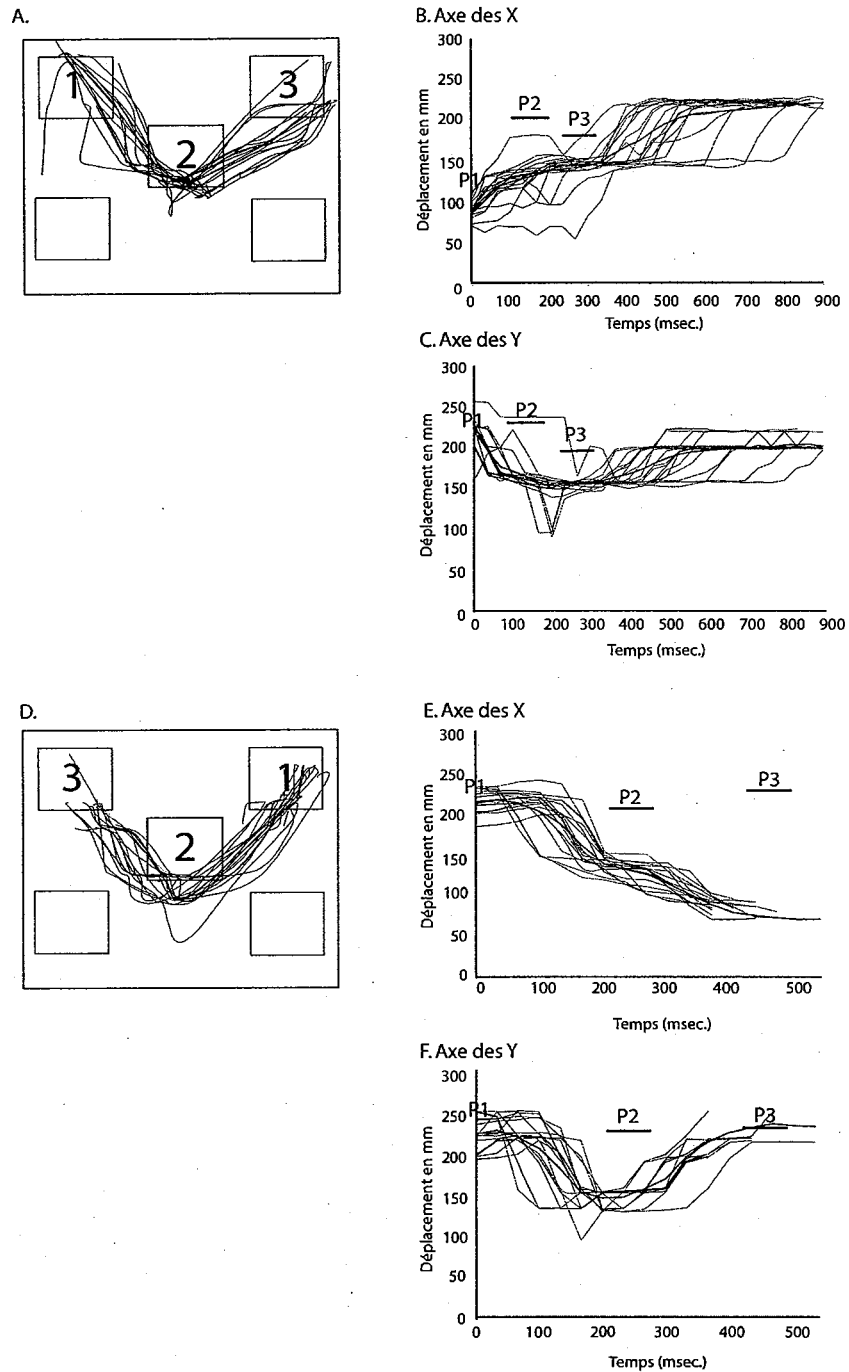 A.
1
3
2
B. Axe des X
Déplacement en mm
300
250
200
150
100
50
0
P1
P2
P3
0 100 200 300 400 500 600 700 800 900
Temps (msec.)
C. Axe des Y
Déplacement en mm
300
250
200
150
100
50
0
P1
P2
P3
0 100 200 300 400 500 600 700 800 900
Temps (msec.)
D.
3
1
2
E. Axe des X
Déplacement en mm
300
250
200
150
100
50
0
P1
P2
P3
0 100 200 300 400 500
Temps (msec.)
F. Axe des Y
Déplacement en mm
300
250
200
150
100
50
0
P1
P2
P3
0 100 200 300 400 500
Temps (msec.)